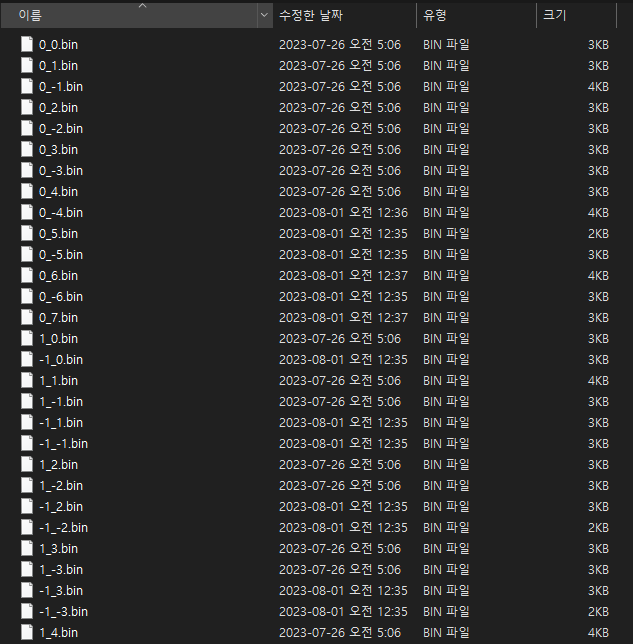 이름 수정한 날짜 유형 크기
0_0.bin 2023-07-26 오전 5:06 BIN 파일 3KB
0_1.bin 2023-07-26 오전 5:06 BIN 파일 3KB
0_-1.bin 2023-07-26 오전 5:06 BIN 파일 4KB
0_2.bin 2023-07-26 오전 5:06 BIN 파일 3KB
0_-2.bin 2023-07-26 오전 5:06 BIN 파일 3KB
0_3.bin 2023-07-26 오전 5:06 BIN 파일 3KB
0_-3.bin 2023-07-26 오전 5:06 BIN 파일 3KB
0_4.bin 2023-07-26 오전 5:06 BIN 파일 3KB
0_-4.bin 2023-08-01 오전 12:36 BIN 파일 4KB
0_5.bin 2023-08-01 오전 12:35 BIN 파일 2KB
0_-5.bin 2023-08-01 오전 12:35 BIN 파일 3KB
0_6.bin 2023-08-01 오전 12:37 BIN 파일 4KB
0_-6.bin 2023-08-01 오전 12:35 BIN 파일 3KB
0_7.bin 2023-08-01 오전 12:37 BIN 파일 3KB
1_0.bin 2023-07-26 오전 5:06 BIN 파일 3KB
-1_0.bin 2023-08-01 오전 12:35 BIN 파일 3KB
1_1.bin 2023-07-26 오전 5:06 BIN 파일 4KB
1_-1.bin 2023-07-26 오전 5:06 BIN 파일 3KB
-1_1.bin 2023-08-01 오전 12:35 BIN 파일 3KB
-1_-1.bin 2023-08-01 오전 12:35 BIN 파일 3KB
1_2.bin 2023-07-26 오전 5:06 BIN 파일 3KB
1_-2.bin 2023-07-26 오전 5:06 BIN 파일 3KB
-1_2.bin 2023-08-01 오전 12:35 BIN 파일 3KB
-1_-2.bin 2023-08-01 오전 12:35 BIN 파일 2KB
1_3.bin 2023-07-26 오전 5:06 BIN 파일 3KB
1_-3.bin 2023-07-26 오전 5:06 BIN 파일 3KB
-1_3.bin 2023-08-01 오전 12:35 BIN 파일 3KB
-1_-3.bin 2023-08-01 오전 12:35 BIN 파일 2KB
1_4.bin 2023-07-26 오전 5:06 BIN 파일 4KB